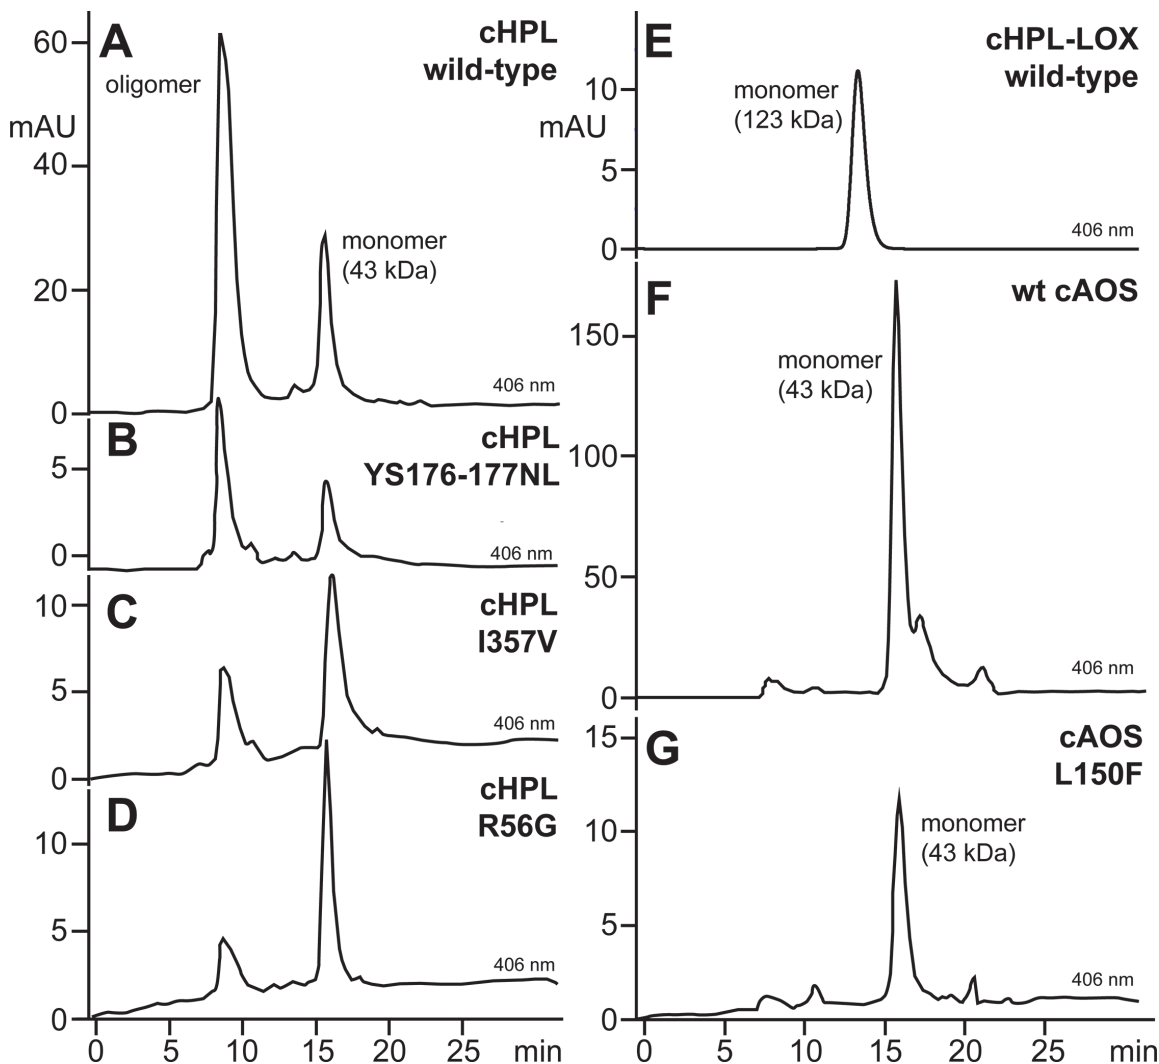 A
cHPL
wild-type
oligomer
mAU
60
40
20
0
monomer
(43 kDa)
406 nm
B
cHPL
YS176-177NL
5
0
406 nm
C
cHPL
I357V
10
5
0
406 nm
D
cHPL
R56G
10
5
0
406 nm
0 5 10 15 20 25 min
E
cHPL-LOX
wild-type
mAU
10
5
0
monomer
(123 kDa)
406 nm
F
wt cAOS
150
100
50
0
monomer
(43 kDa)
406 nm
G
cAOS
L150F
15
10
5
0
monomer
(43 kDa)
406 nm
0 5 10 15 20 25 min